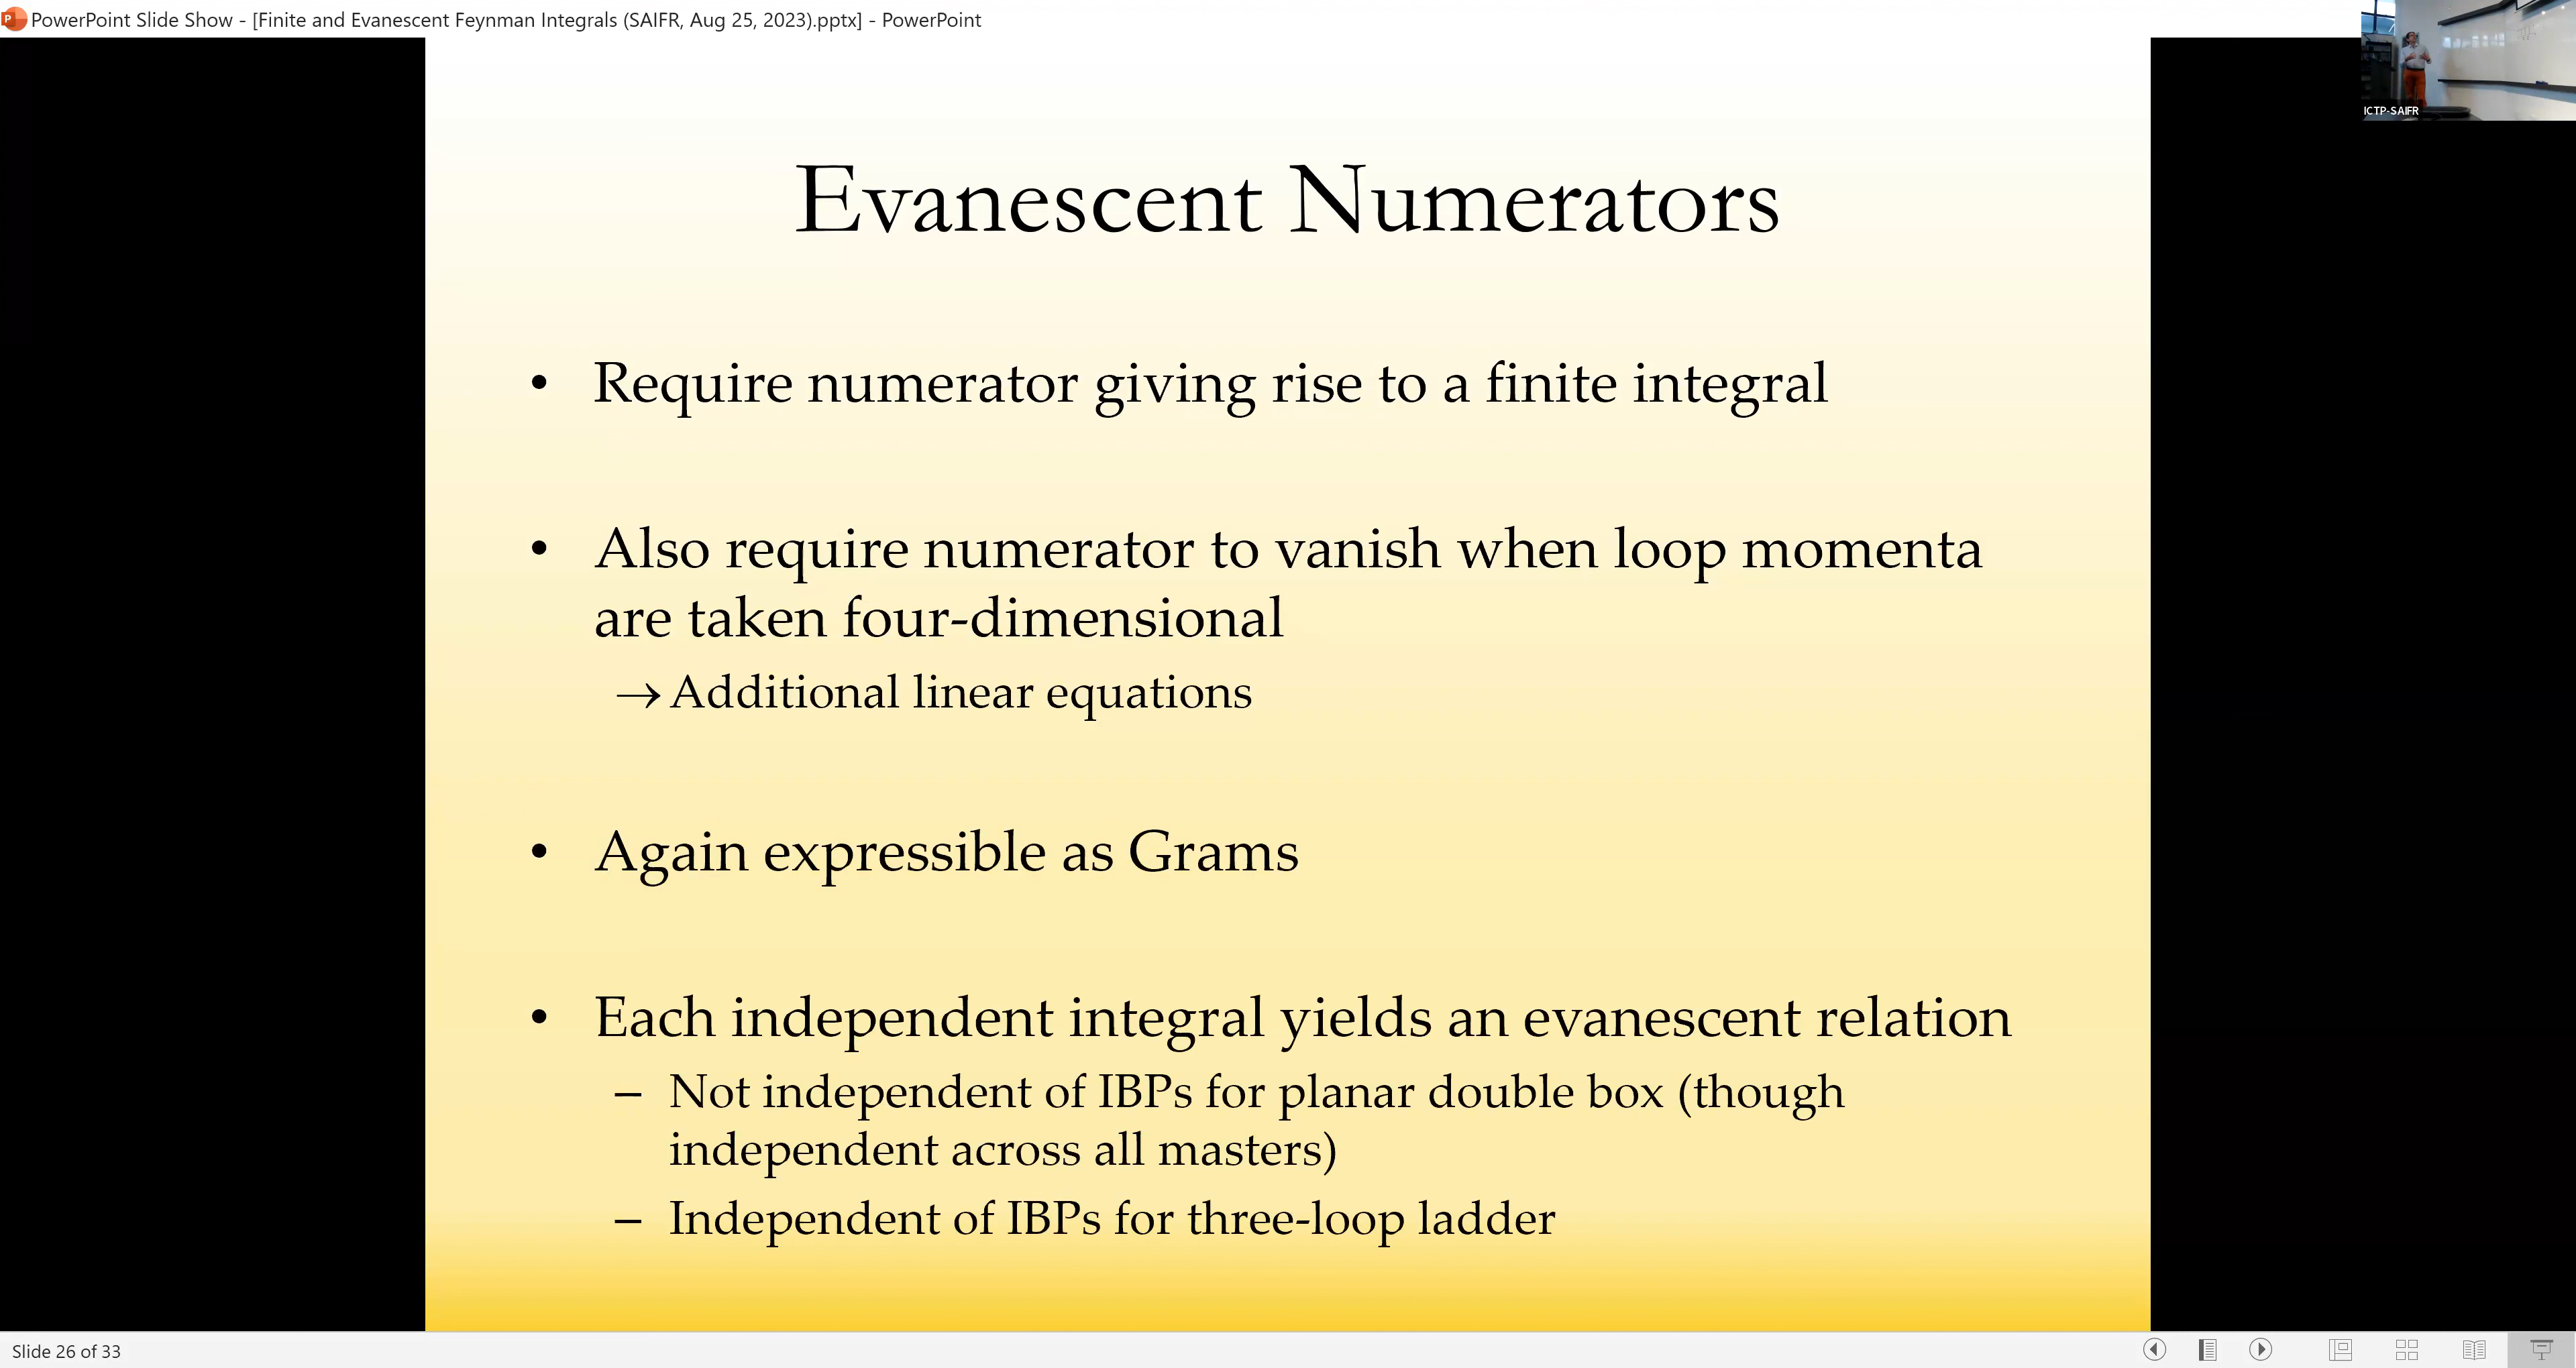 PowerPoint Slide Show - [Finite and Evanescent Feynman Integrals (SAIFR, Aug 25, 2023).pptx] - PowerPoint
ICTP-SAIFR
Evanescent Numerators
• Require numerator giving rise to a finite integral
• Also require numerator to vanish when loop momenta
are taken four-dimensional
→ Additional linear equations
• Again expressible as Grams
• Each independent integral yields an evanescent relation
– Not independent of IBPs for planar double box (though
independent across all masters)
– Independent of IBPs for three-loop ladder
Slide 26 of 33